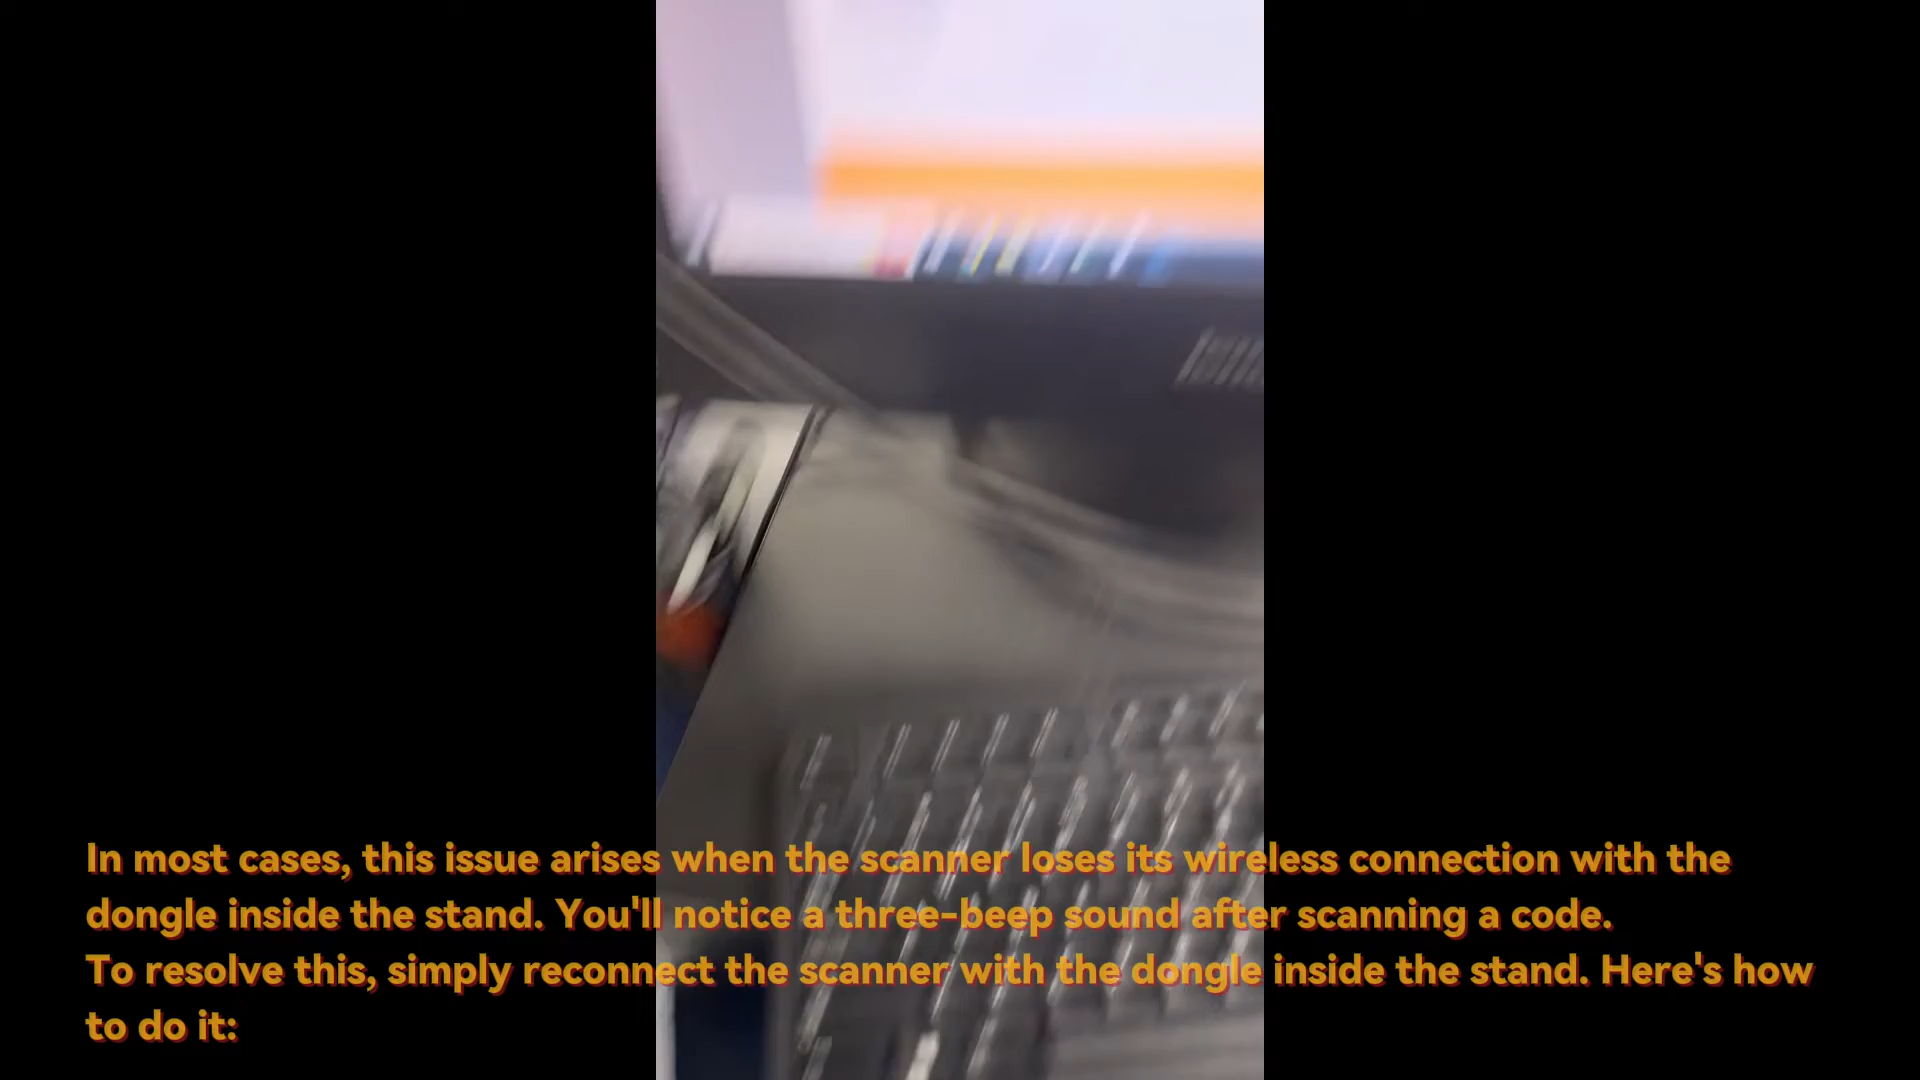 In most cases, this issue arises when the scanner loses its wireless connection with the
dongle inside the stand. You'll notice a three-beep sound after scanning a code.
To resolve this, simply reconnect the scanner with the dongle inside the stand. Here's how
to do it: